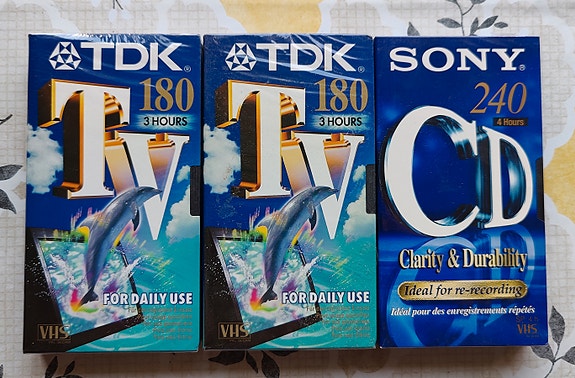 TDK®
180
3 HOURS
TV
FOR DAILY USE
VHS
TDK®
180
3 HOURS
TV
FOR DAILY USE
VHS
SONY®
240
4 Hours
CD
Clarity & Durability
Ideal for re-recording
Idéal pour des enregistrements répétés
VHS